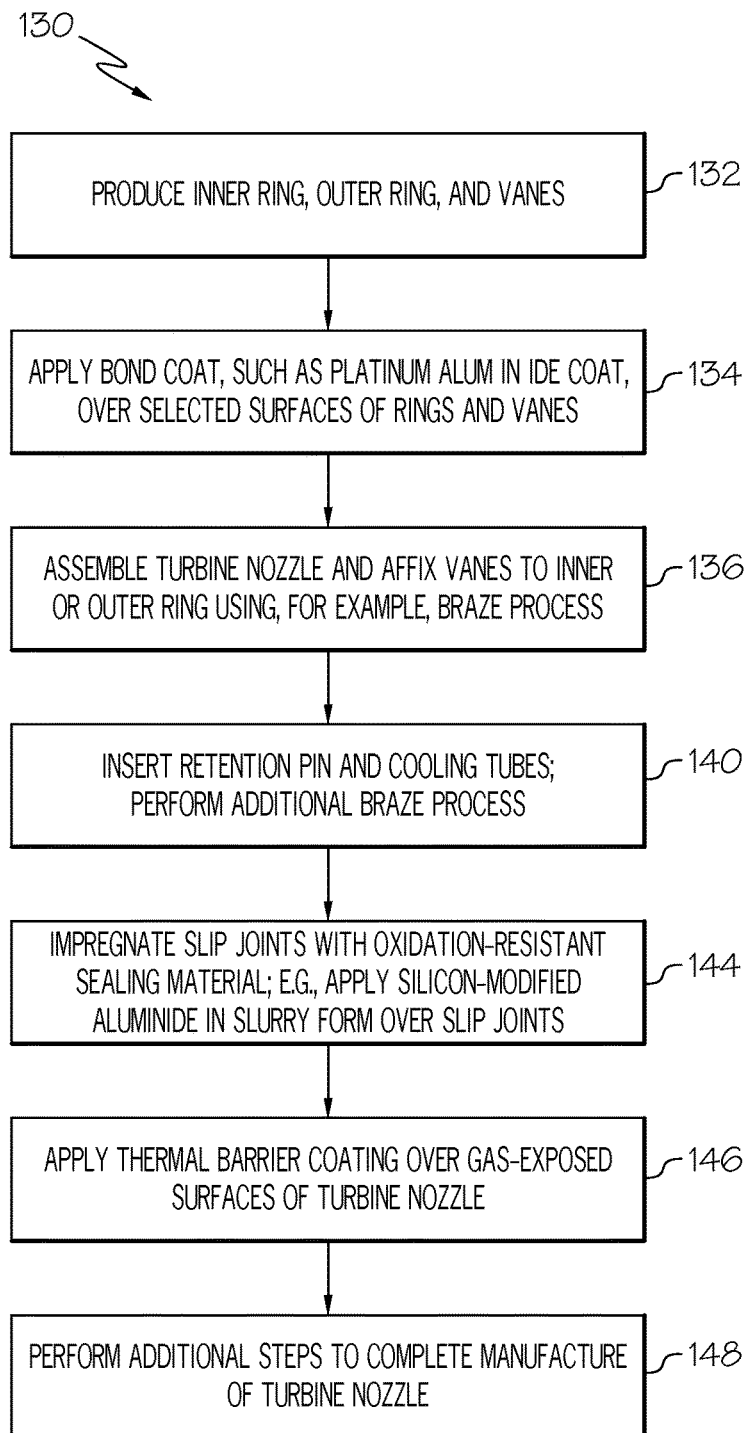 130
PRODUCE INNER RING, OUTER RING, AND VANES
132
APPLY BOND COAT, SUCH AS PLATINUM ALUM IN IDE COAT,
OVER SELECTED SURFACES OF RINGS AND VANES
134
ASSEMBLE TURBINE NOZZLE AND AFFIX VANES TO INNER
OR OUTER RING USING, FOR EXAMPLE, BRAZE PROCESS
136
INSERT RETENTION PIN AND COOLING TUBES;
PERFORM ADDITIONAL BRAZE PROCESS
140
IMPREGNATE SLIP JOINTS WITH OXIDATION-RESISTANT
SEALING MATERIAL; E.G., APPLY SILICON-MODIFIED
ALUMINIDE IN SLURRY FORM OVER SLIP JOINTS
144
APPLY THERMAL BARRIER COATING OVER GAS-EXPOSED
SURFACES OF TURBINE NOZZLE
146
PERFORM ADDITIONAL STEPS TO COMPLETE MANUFACTURE
OF TURBINE NOZZLE
148